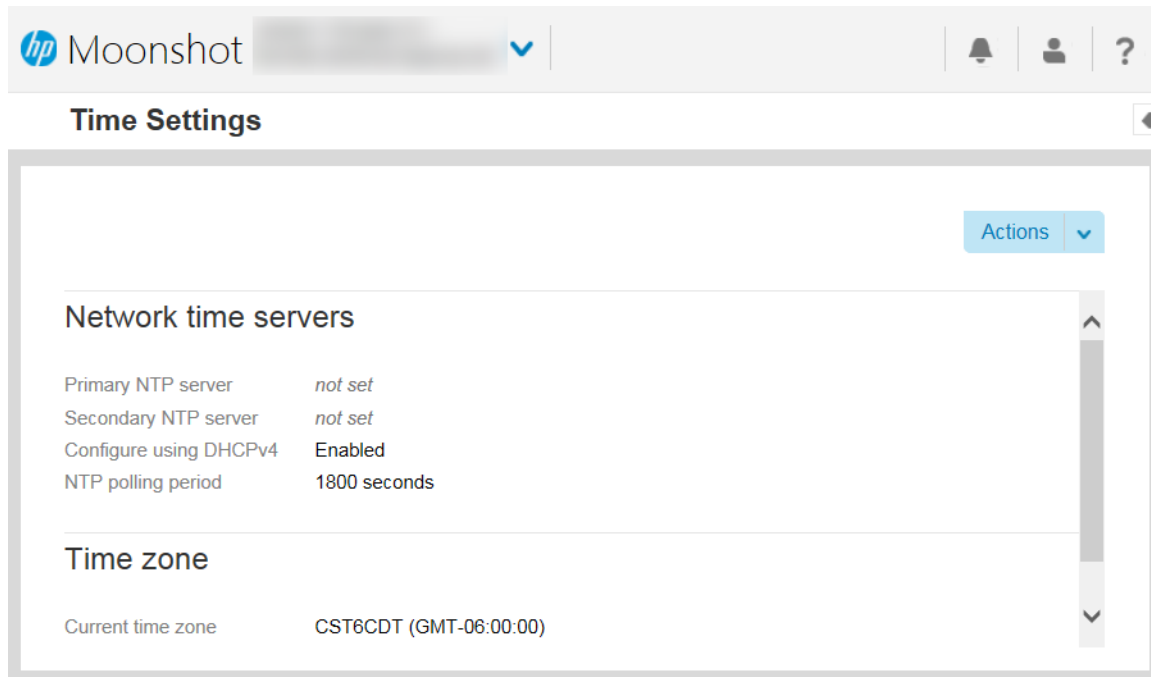 hp Moonshot
?
Time Settings
Actions
Network time servers
Primary NTP server not set
Secondary NTP server not set
Configure using DHCPv4 Enabled
NTP polling period 1800 seconds
Time zone
Current time zone CST6CDT (GMT-06:00:00)